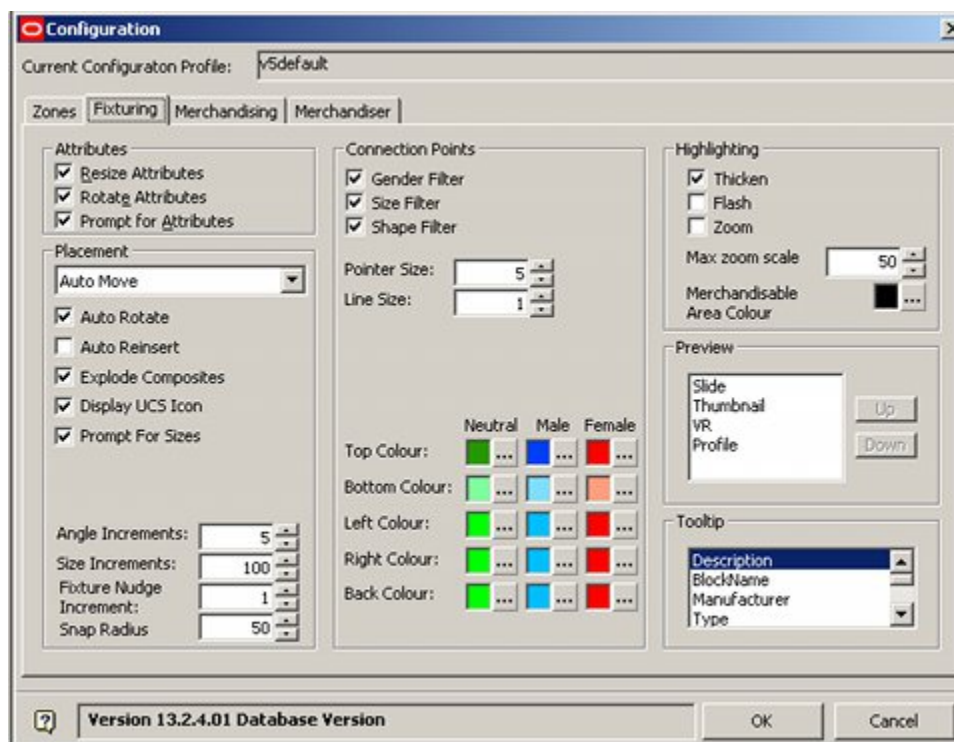 Configuration
Current Configuraton Profile: v5default
Zones Fixturing Merchandising Merchandiser
Attributes
Resize Attributes
Rotate Attributes
Prompt for Attributes
Placement
Auto Move
Auto Rotate
Auto Reinsert
Explode Composites
Display UCS Icon
Prompt For Sizes
Angle Increments: 5
Size Increments: 100
Fixture Nudge
Increment: 1
Snap Radius 50
Connection Points
Gender Filter
Size Filter
Shape Filter
Pointer Size: 5
Line Size: 1
Neutral Male Female
Top Colour: ... ... ...
Bottom Colour: ... ... ...
Left Colour: ... ... ...
Right Colour: ... ... ...
Back Colour: ... ... ...
Highlighting
Thicken
Flash
Zoom
Max zoom scale 50
Merchandisable
Area Colour ...
Preview
Slide
Thumbnail
VR
Profile
Up
Down
Tooltip
Description
BlockName
Manufacturer
Type
? Version 13.2.4.01 Database Version
OK Cancel